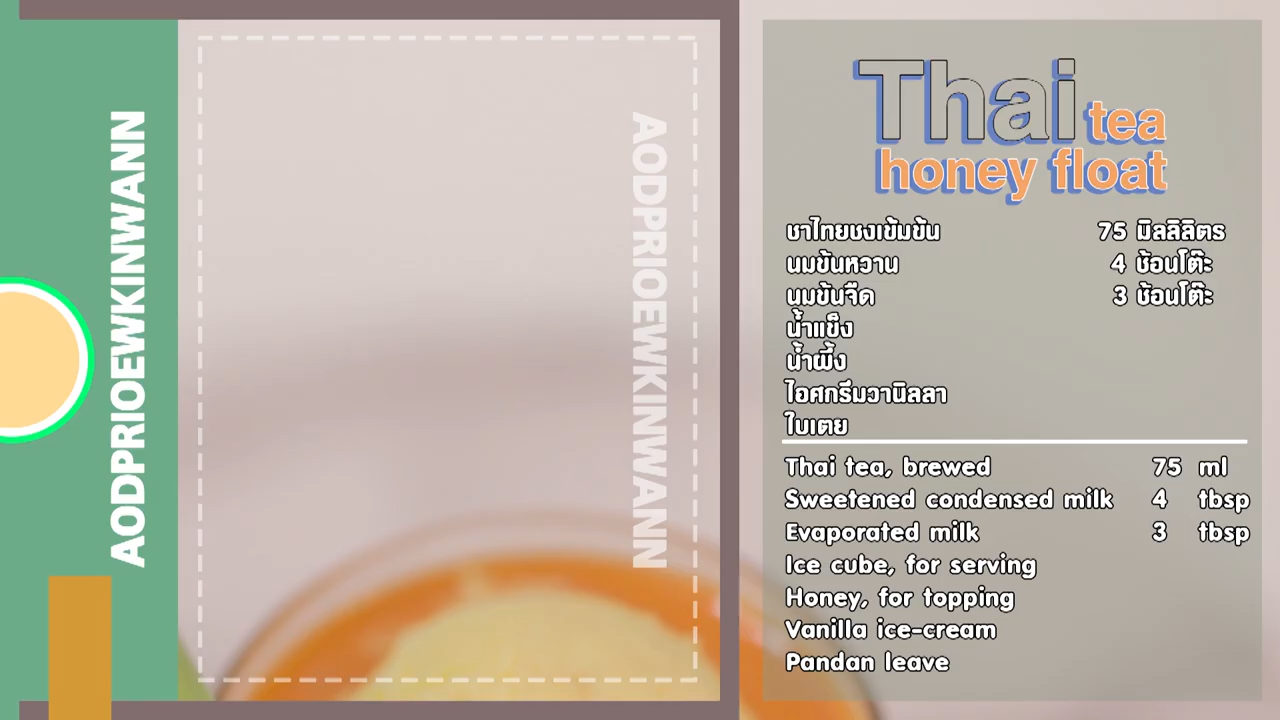 AODPRIOEWKINWANN
AODPRIOEWKINWANN
Thai tea
honey float
ชาไทยชงเข้มข้น 75 มิลลิลิตร
นมข้นหวาน 4 ช้อนโต๊ะ
นมข้นจืด 3 ช้อนโต๊ะ
น้ำแข็ง
น้ำผึ้ง
ไอศกรีมวานิลลา
ใบเตย
Thai tea, brewed 75 ml
Sweetened condensed milk 4 tbsp
Evaporated milk 3 tbsp
Ice cube, for serving
Honey, for topping
Vanilla ice-cream
Pandan leave